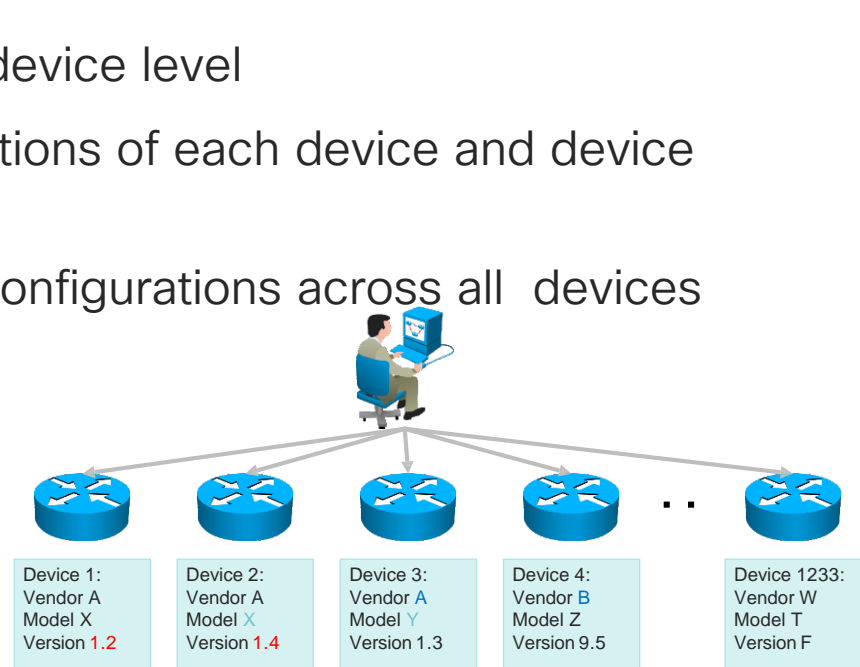 device level
tions of each device and device
onfigurations across all devices
. .
Device 1:
Vendor A
Model X
Version 1.2
Device 2:
Vendor A
Model X
Version 1.4
Device 3:
Vendor A
Model Y
Version 1.3
Device 4:
Vendor B
Model Z
Version 9.5
Device 1233:
Vendor W
Model T
Version F